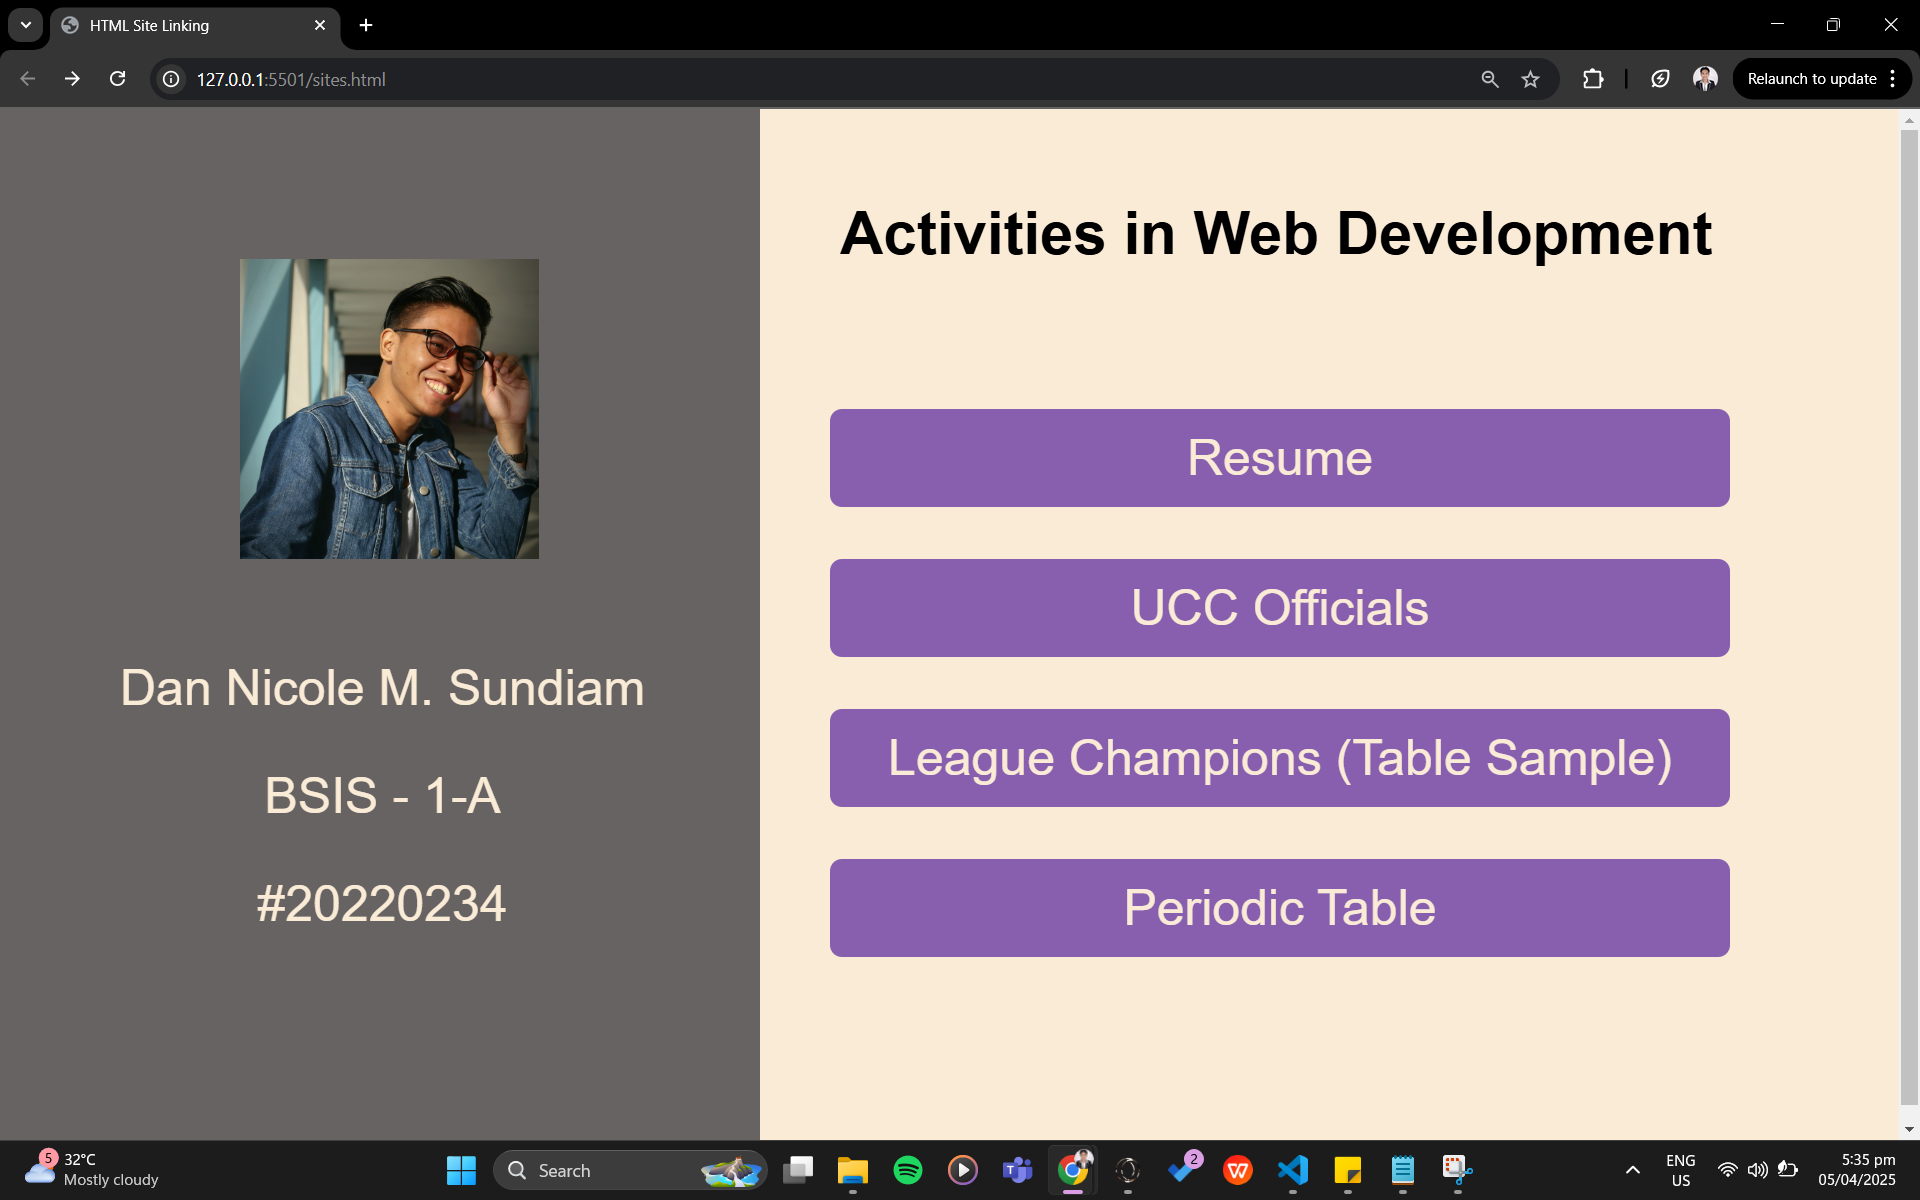 HTML Site Linking
127.0.0.1:5501/sites.html
Relaunch to update
Activities in Web Development
Resume
UCC Officials
League Champions (Table Sample)
Periodic Table
Dan Nicole M. Sundiam
BSIS - 1-A
#20220234
5
32°C
Mostly cloudy
Search
2
ENG
US
5:35 pm
05/04/2025